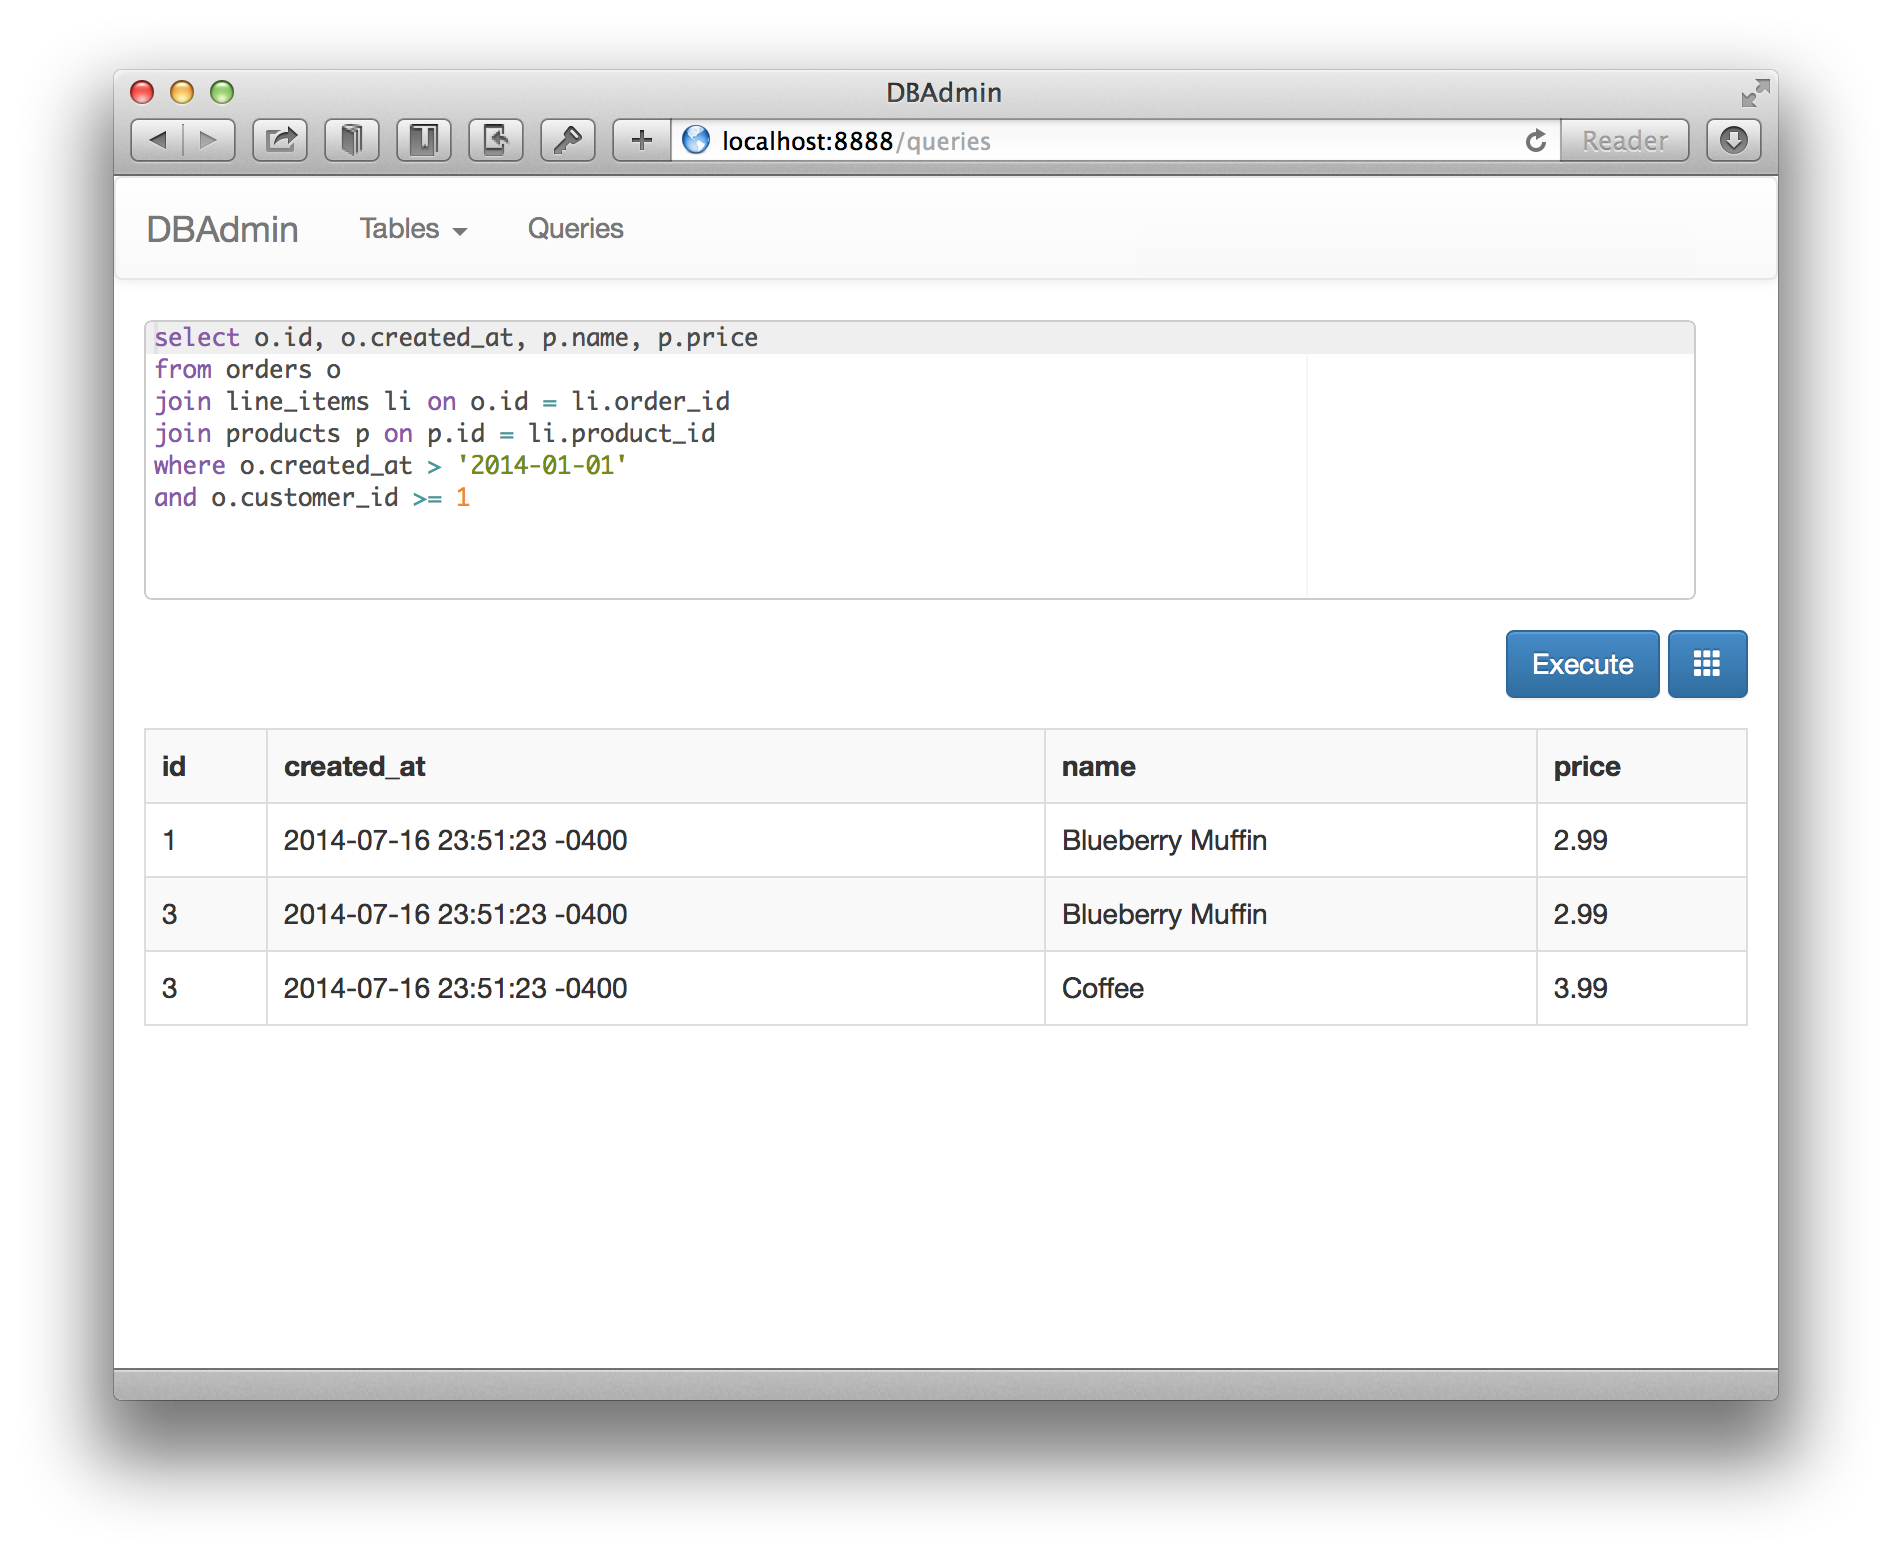 DBAdmin
localhost:8888/queries
Reader
DBAdmin Tables Queries
select o.id, o.created_at, p.name, p.price
from orders o
join line_items li on o.id = li.order_id
join products p on p.id = li.product_id
where o.created_at > '2014-01-01'
and o.customer_id >= 1
Execute
id created_at name price
1 2014-07-16 23:51:23 -0400 Blueberry Muffin 2.99
3 2014-07-16 23:51:23 -0400 Blueberry Muffin 2.99
3 2014-07-16 23:51:23 -0400 Coffee 3.99